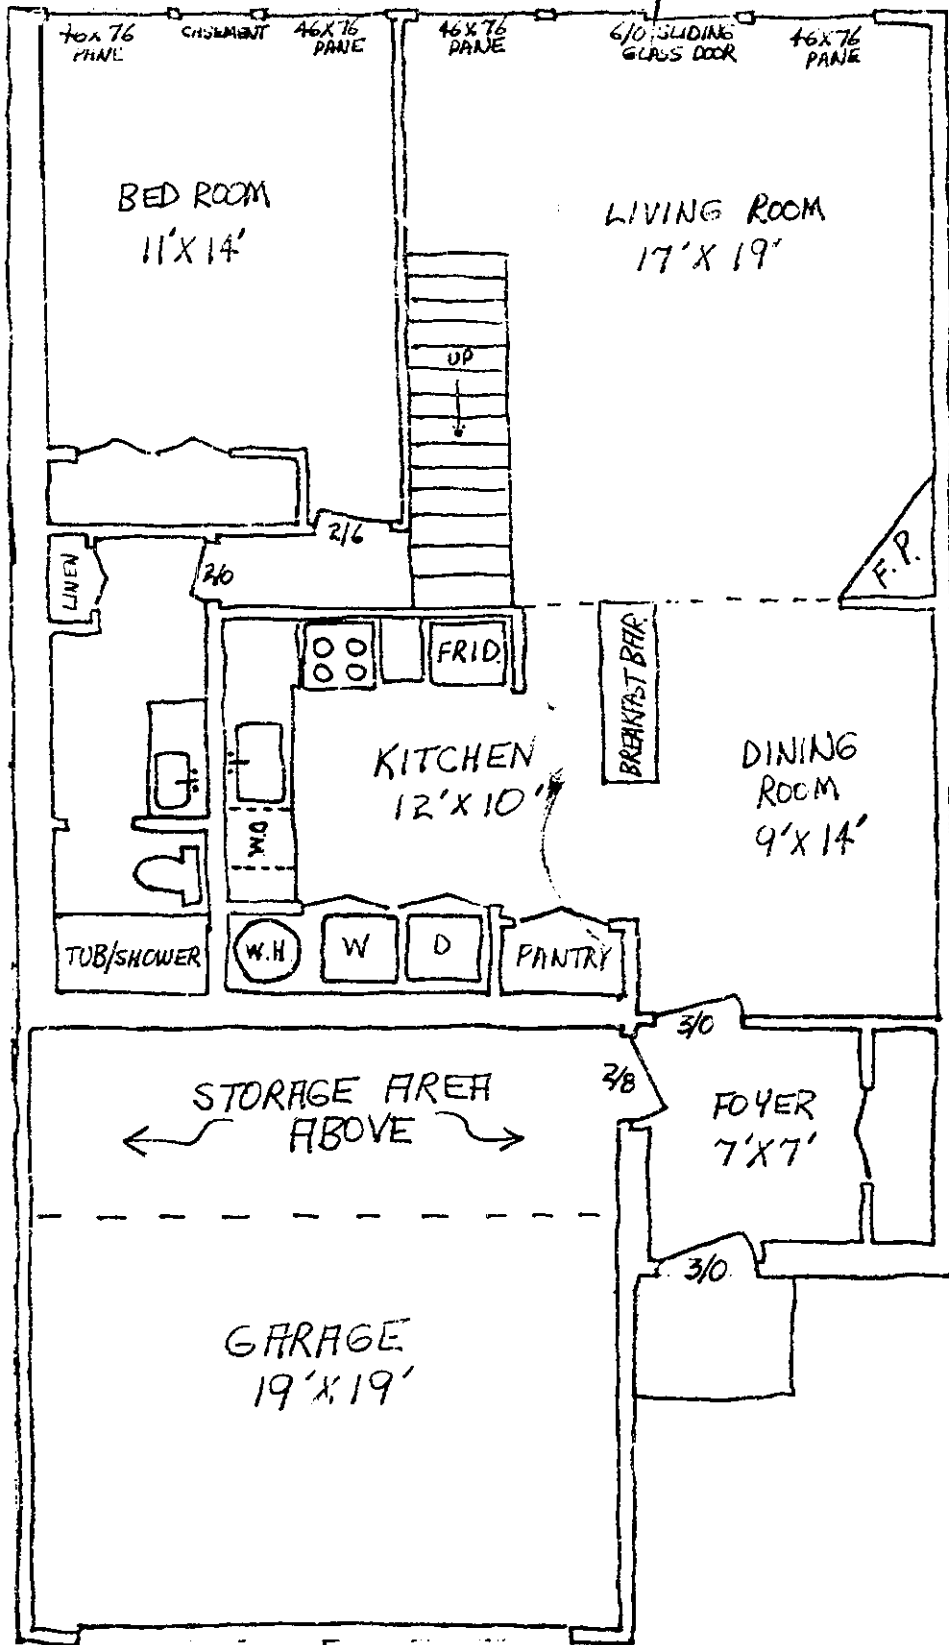 46X76
PANE
CASEMENT
46X76
PANE
46X76
PANE
6/0 SLIDING
GLASS DOOR
46X76
PANE
BED ROOM
11'X14'
LIVING ROOM
17'X19'
UP
2/6
LINEN
2/0
F.P.
FRID.
BREAKFAST BAR
KITCHEN
12'X10'
DINING
ROOM
9'X14'
D.W.
TUB/SHOWER
W.H.
W
D
PANTRY
3/0
STORAGE AREA
ABOVE
2/8
FOYER
7'X7'
3/0
GARAGE
19'X19'